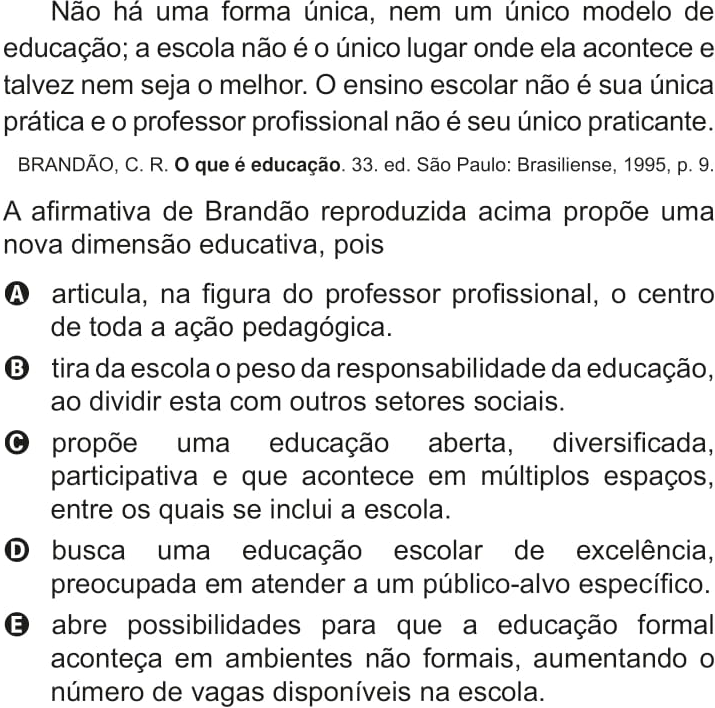 Não há uma forma única, nem um único modelo de
educação; a escola não é o único lugar onde ela acontece e
talvez nem seja o melhor. O ensino escolar não é sua única
prática e o professor profissional não é seu único praticante.
BRANDÃO, C. R. O que é educação. 33. ed. São Paulo: Brasiliense, 1995, p. 9.
A afirmativa de Brandão reproduzida acima propõe uma
nova dimensão educativa, pois
A articula, na figura do professor profissional, o centro
de toda a ação pedagógica.
B tira da escola o peso da responsabilidade da educação,
ao dividir esta com outros setores sociais.
C propõe uma educação aberta, diversificada,
participativa e que acontece em múltiplos espaços,
entre os quais se inclui a escola.
D busca uma educação escolar de excelência,
preocupada em atender a um público-alvo específico.
E abre possibilidades para que a educação formal
aconteça em ambientes não formais, aumentando o
número de vagas disponíveis na escola.